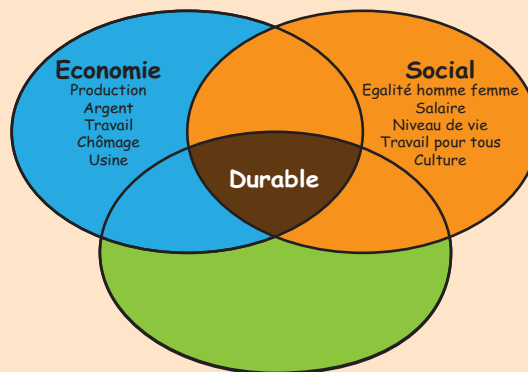 Economie
Production
Argent
Travail
Chômage
Usine
Social
Egalité homme femme
Salaire
Niveau de vie
Travail pour tous
Culture
Durable